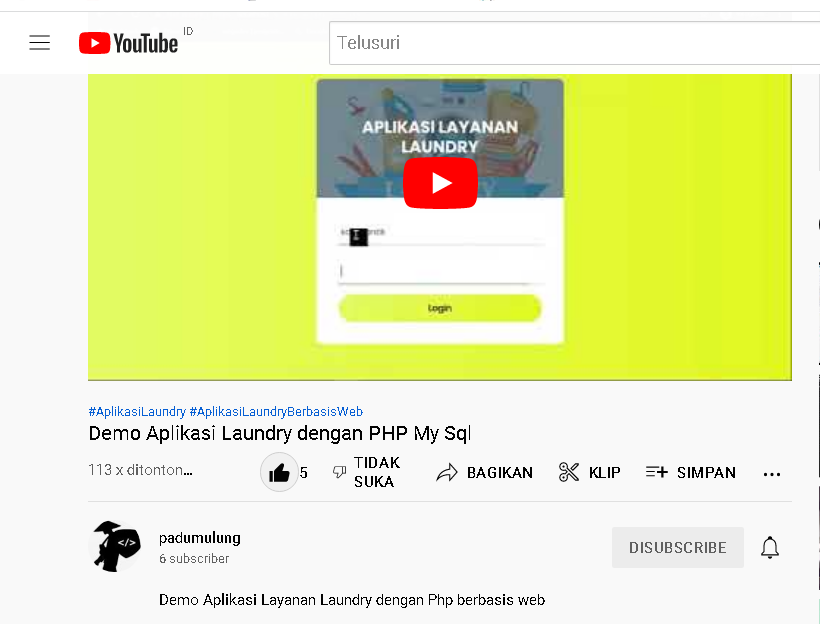 YouTube ID
Telusuri
APLIKASI LAYANAN
LAUNDRY
Login
#AplikasiLaundry #AplikasiLaundryBerbasisWeb
Demo Aplikasi Laundry dengan PHP My Sql
113 x ditonton...
5
TIDAK
SUKA
BAGIKAN
KLIP
SIMPAN
</>
padumulung
6 subscriber
DISUBSCRIBE
Demo Aplikasi Layanan Laundry dengan Php berbasis web